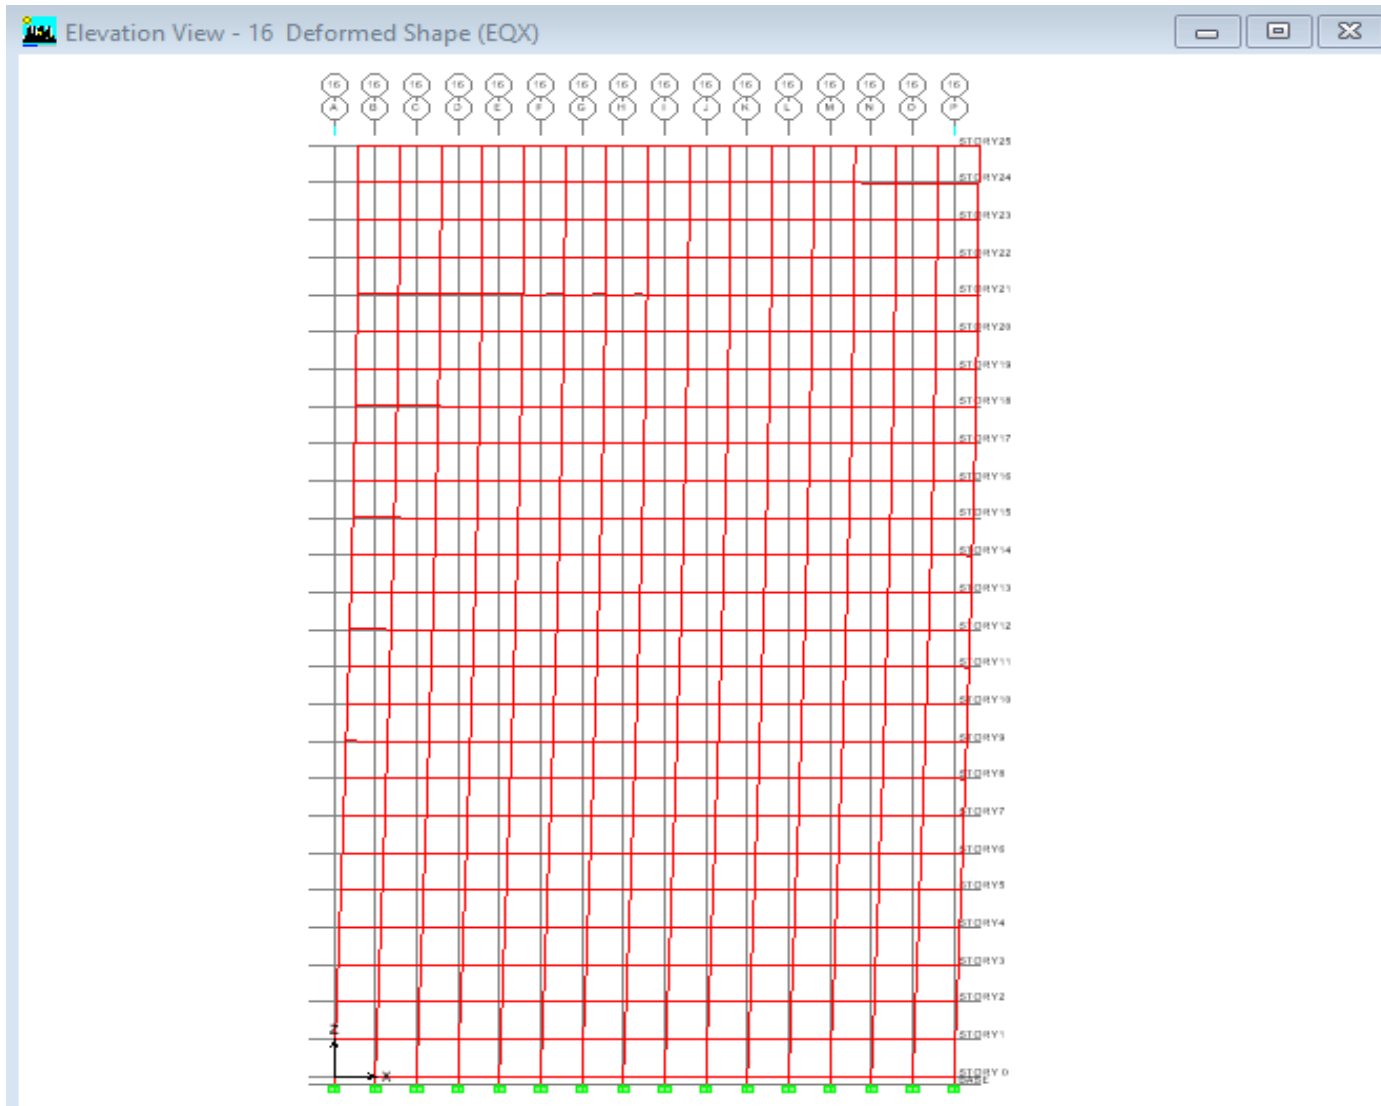 Elevation View - 16 Deformed Shape (EQX)
16 16 16 16 16 16 16 16 16 16 16 16 16 16 16 16
A B C D E F G H I J K L M N O P
STORY25
STORY24
STORY23
STORY22
STORY21
STORY20
STORY19
STORY18
STORY17
STORY16
STORY15
STORY14
STORY13
STORY12
STORY11
STORY10
STORY9
STORY8
STORY7
STORY6
STORY5
STORY4
STORY3
STORY2
Z
STORY1
X
STORY 0
BASE